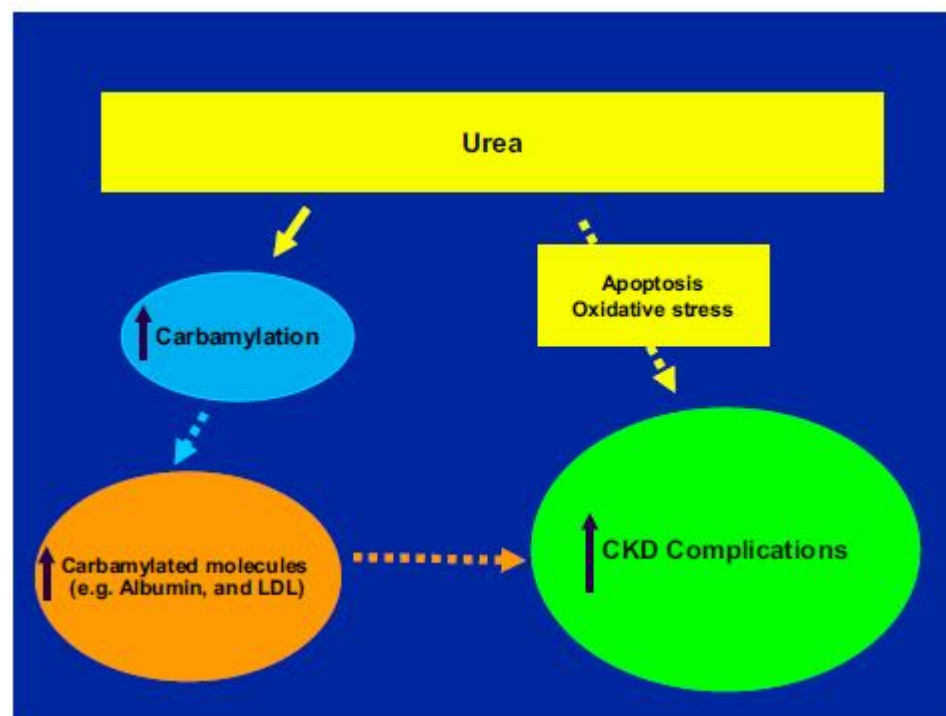 Urea
Apoptosis
Oxidative stress
Carbamylation
Carbamylated molecules
(e.g. Albumin, and LDL)
CKD Complications